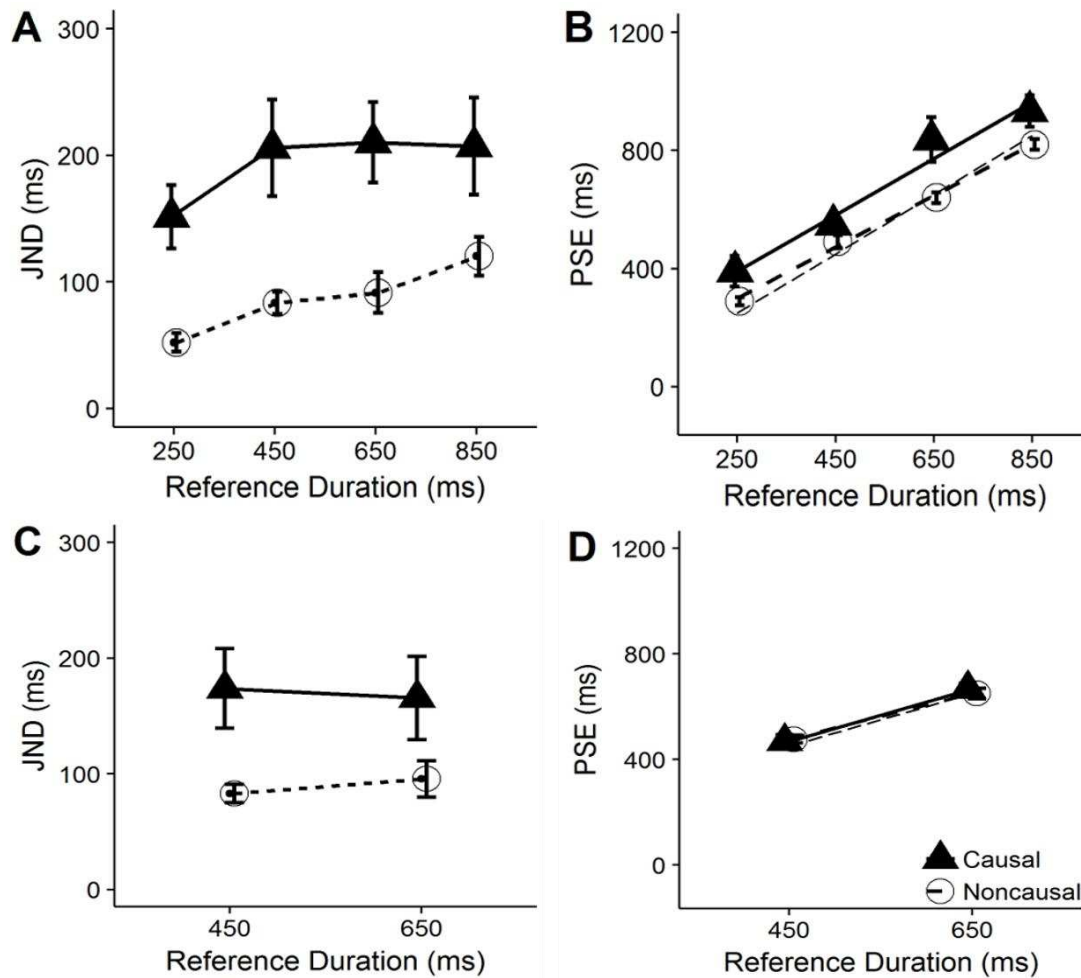 A
300
200
100
0
JND (ms)
250 450 650 850
Reference Duration (ms)
B
1200
800
400
0
PSE (ms)
250 450 650 850
Reference Duration (ms)
C
300
200
100
0
JND (ms)
450 650
Reference Duration (ms)
D
1200
800
400
0
PSE (ms)
Causal
Noncausal
450 650
Reference Duration (ms)